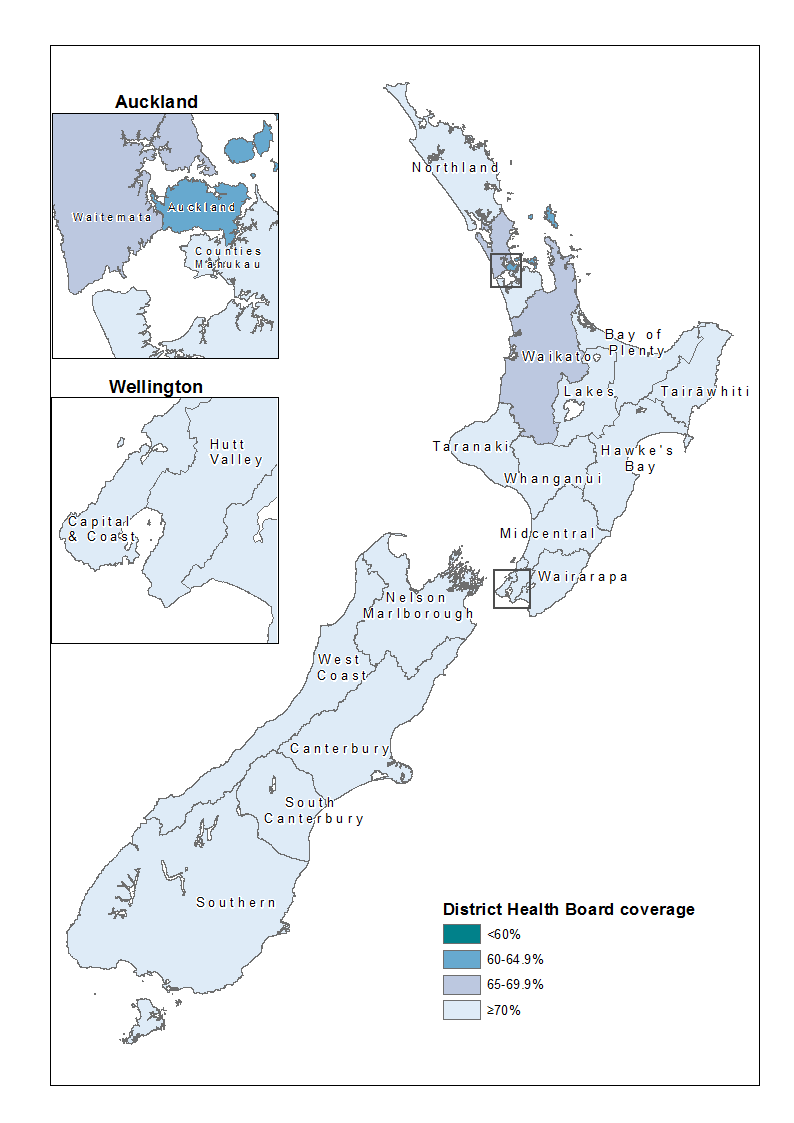 Auckland
Waitemata
Auckland
Counties
Manukau
Wellington
Hutt
Valley
Capital
& Coast
Northland
Bay of
Plenty
Waikato
Lakes
Tairāwhiti
Taranaki
Hawke's
Bay
Whanganui
Midcentral
Wairarapa
Nelson
Marlborough
West
Coast
Canterbury
South
Canterbury
Southern
District Health Board coverage
<60%
60-64.9%
65-69.9%
≥70%